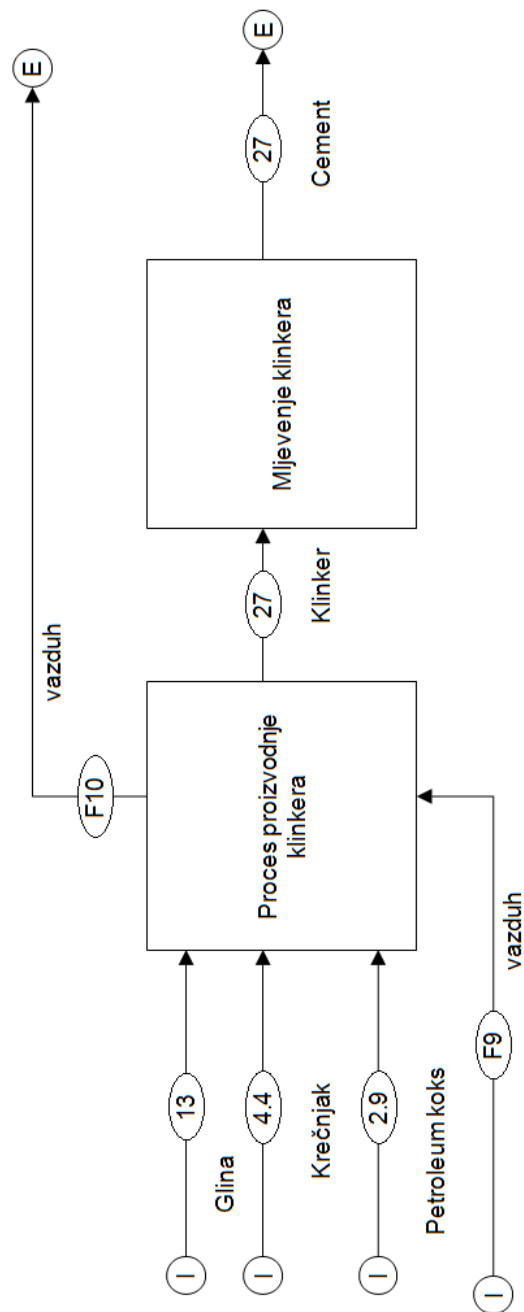 E
E
vazduh
F10
27
Cement
Mljevenje klinkera
27
Klinker
Proces proizvodnje
klinkera
13
Glina
4.4
Krečnjak
2.9
Petroleum koks
F9
vazduh
I
I
I
I